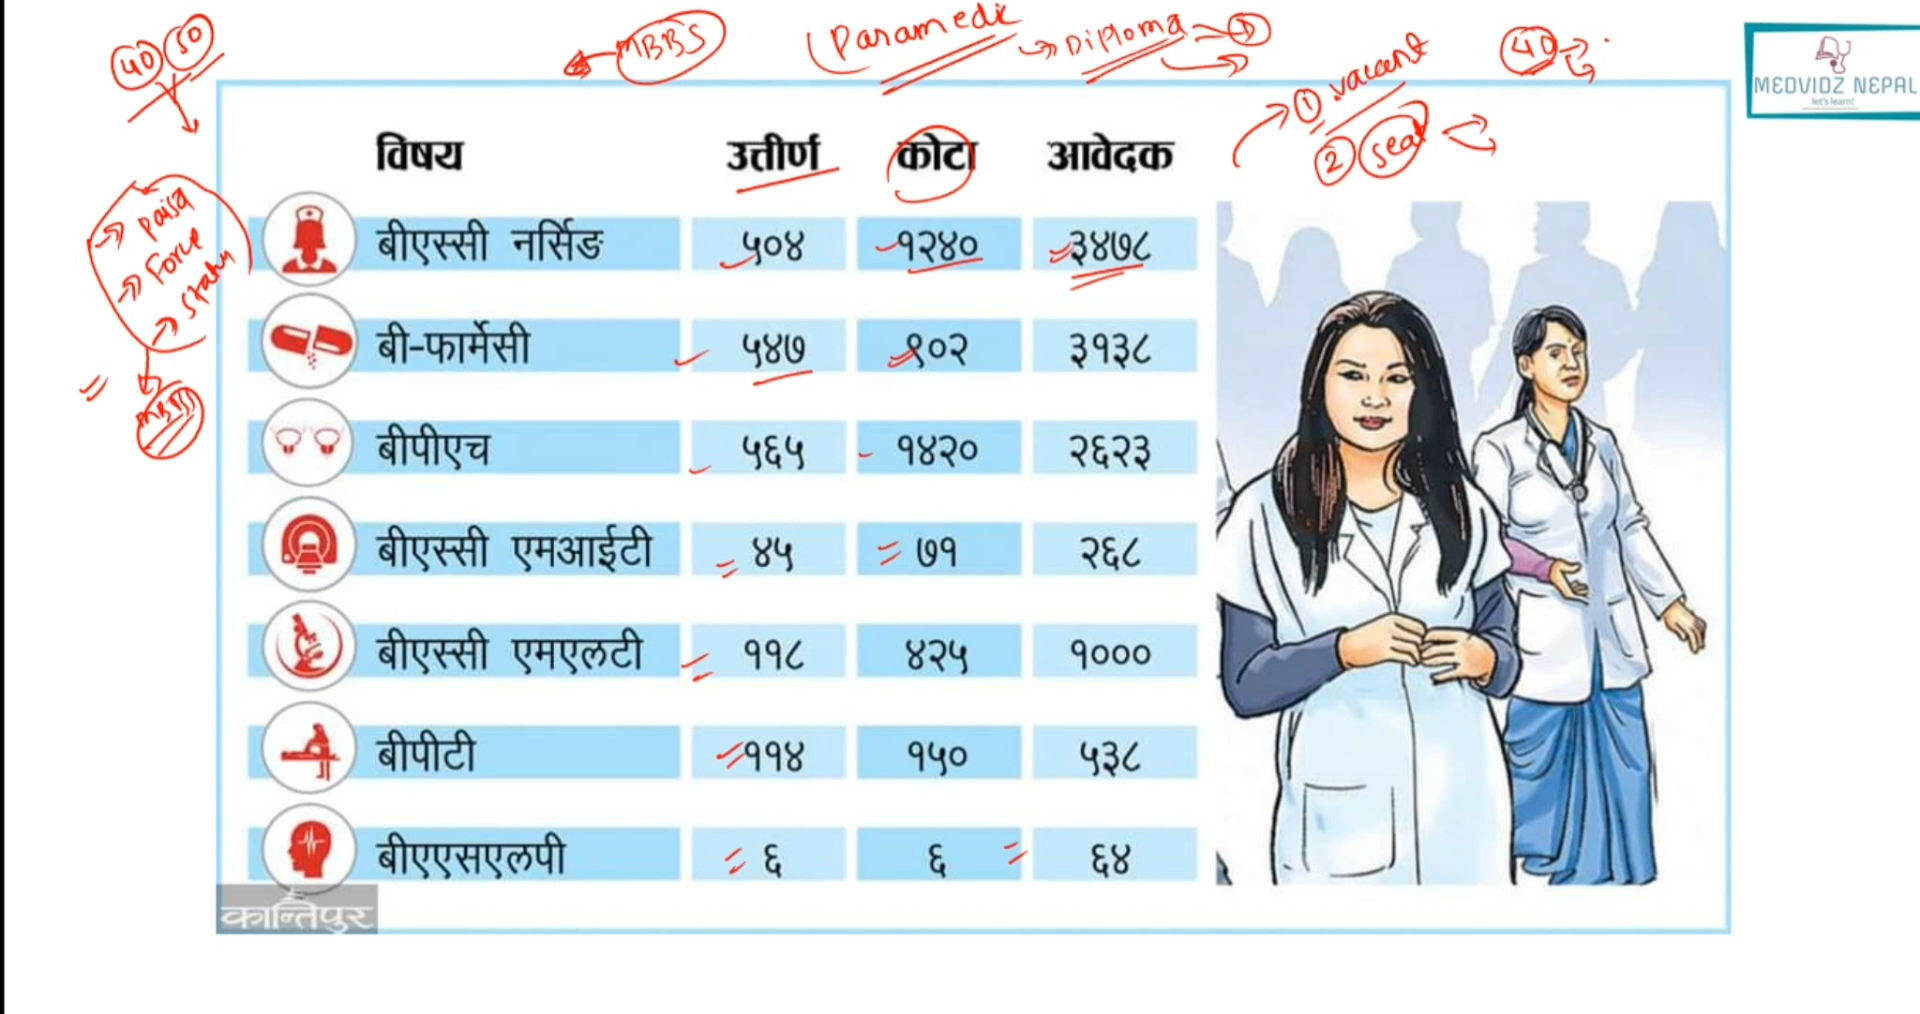 40 50
MBBS
Paramedic → Diploma
① vacant
② seat
40
MEDVIDZ NEPAL
let's learn!
विषय उत्तीर्ण कोटा आवेदक
बीएस्सी नर्सिङ ५०४ १२४० ३४७८
बी-फार्मेसी ५४७ ९०२ ३१३८
बीपीएच ५६५ १४२० २६२३
बीएस्सी एमआईटी ४५ ७१ २६८
बीएस्सी एमएलटी ११८ ४२५ १०००
बीपीटी ११४ १५० ५३८
बीएएसएलपी ६ ६ ६४
→ paisa
→ Force
→ status
MBBS
कान्तिपुर